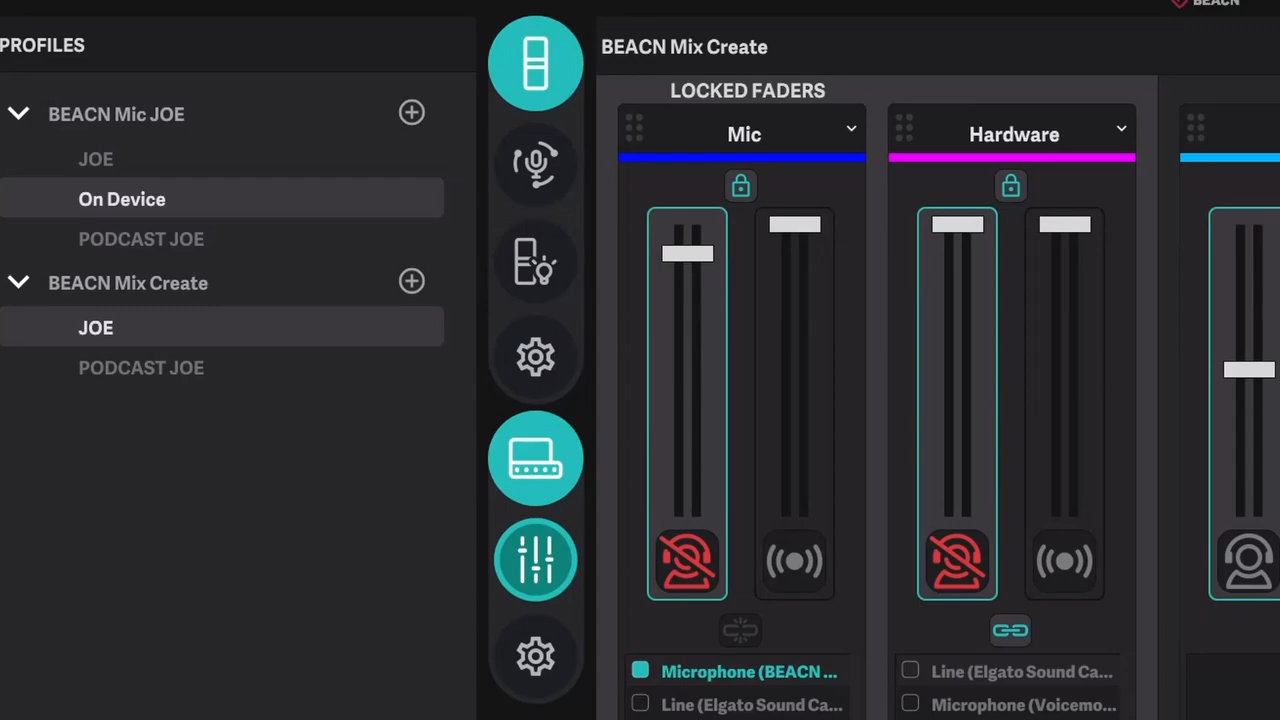 BEACN
PROFILES
BEACN Mic JOE
JOE
On Device
PODCAST JOE
BEACN Mix Create
JOE
PODCAST JOE
BEACN Mix Create
LOCKED FADERS
Mic
Hardware
Microphone (BEACN ...
Line (Elgato Sound Ca...
Line (Elgato Sound Ca...
Microphone (Voicemo...